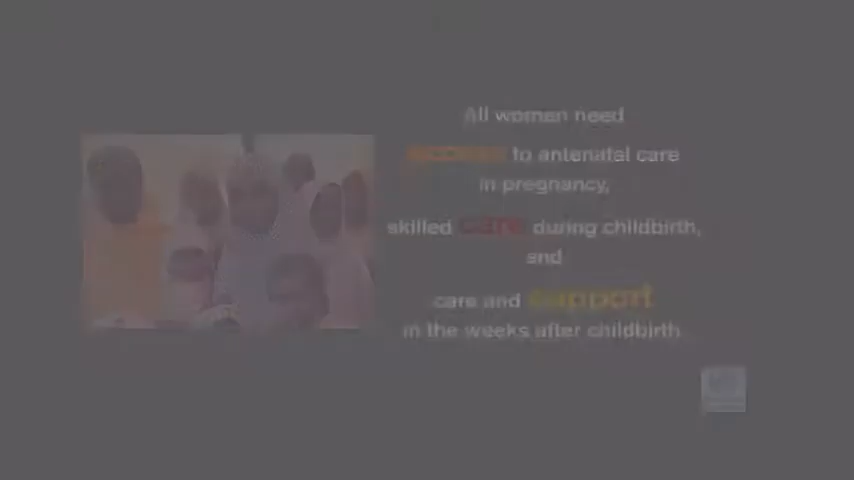 All women need
access to antenatal care
in pregnancy,
skilled care during childbirth,
and
care and support
in the weeks after childbirth.